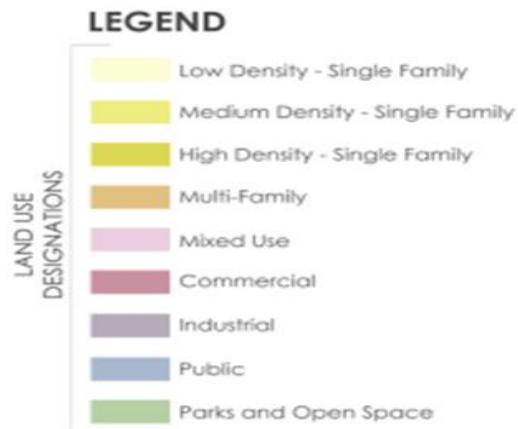 LEGEND
LAND USE
DESIGNATIONS
Low Density - Single Family
Medium Density - Single Family
High Density - Single Family
Multi-Family
Mixed Use
Commercial
Industrial
Public
Parks and Open Space